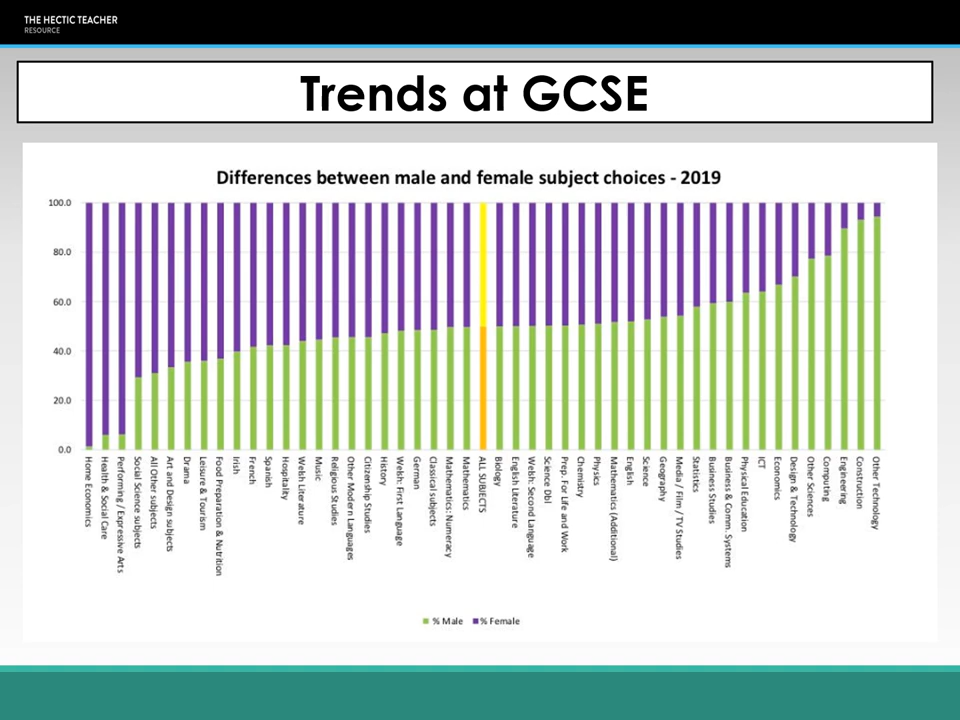 THE HECTIC TEACHER
RESOURCE
Trends at GCSE
Differences between male and female subject choices - 2019
100.0
80.0
60.0
40.0
20.0
0.0
Home Economics
Health & Social Care
Performing / Expressive Arts
Social Science subjects
All Other subjects
Art and Design subjects
Drama
Leisure & Tourism
Food Preparation & Nutrition
Irish
French
Spanish
Hospitality
Welsh Literature
Music
Religious Studies
Other Modern Languages
Citizenship Studies
History
Welsh: First Language
German
Classical subjects
Mathematics: Numeracy
Mathematics
ALL SUBJECTS
Biology
English Literature
Welsh: Second Language
Science Dbl
Prep. For Life and Work
Chemistry
Physics
Mathematics (Additional)
English
Science
Geography
Media / Film / TV Studies
Statistics
Business Studies
Business & Comm. Systems
Physical Education
ICT
Economics
Design & Technology
Other Sciences
Computing
Engineering
Construction
Other Technology
% Male % Female